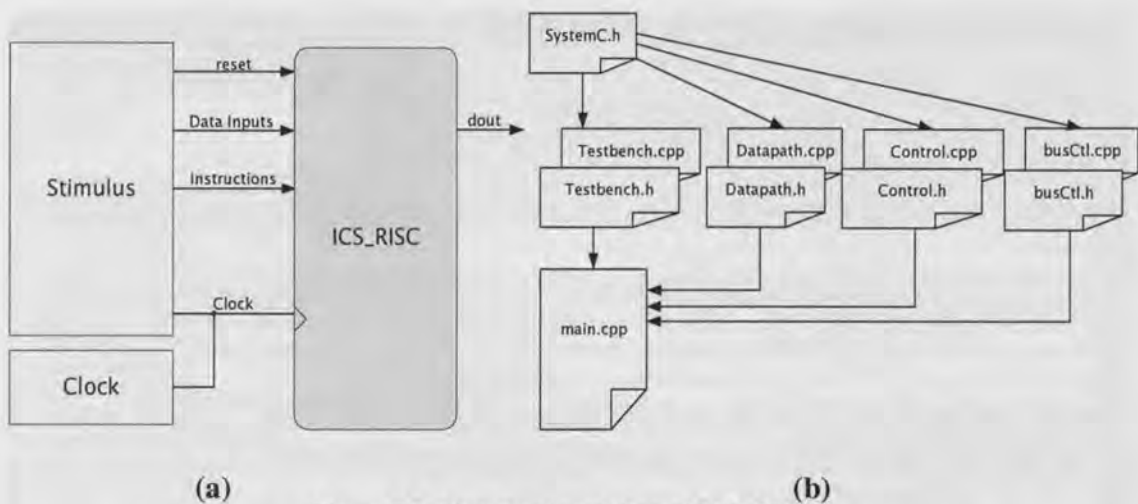 reset
Data Inputs
Instructions
Stimulus
ICS_RISC
dout
Clock
Clock
(a)
SystemC.h
Testbench.cpp
Testbench.h
Datapath.cpp
Datapath.h
Control.cpp
Control.h
busCtl.cpp
busCtl.h
main.cpp
(b)